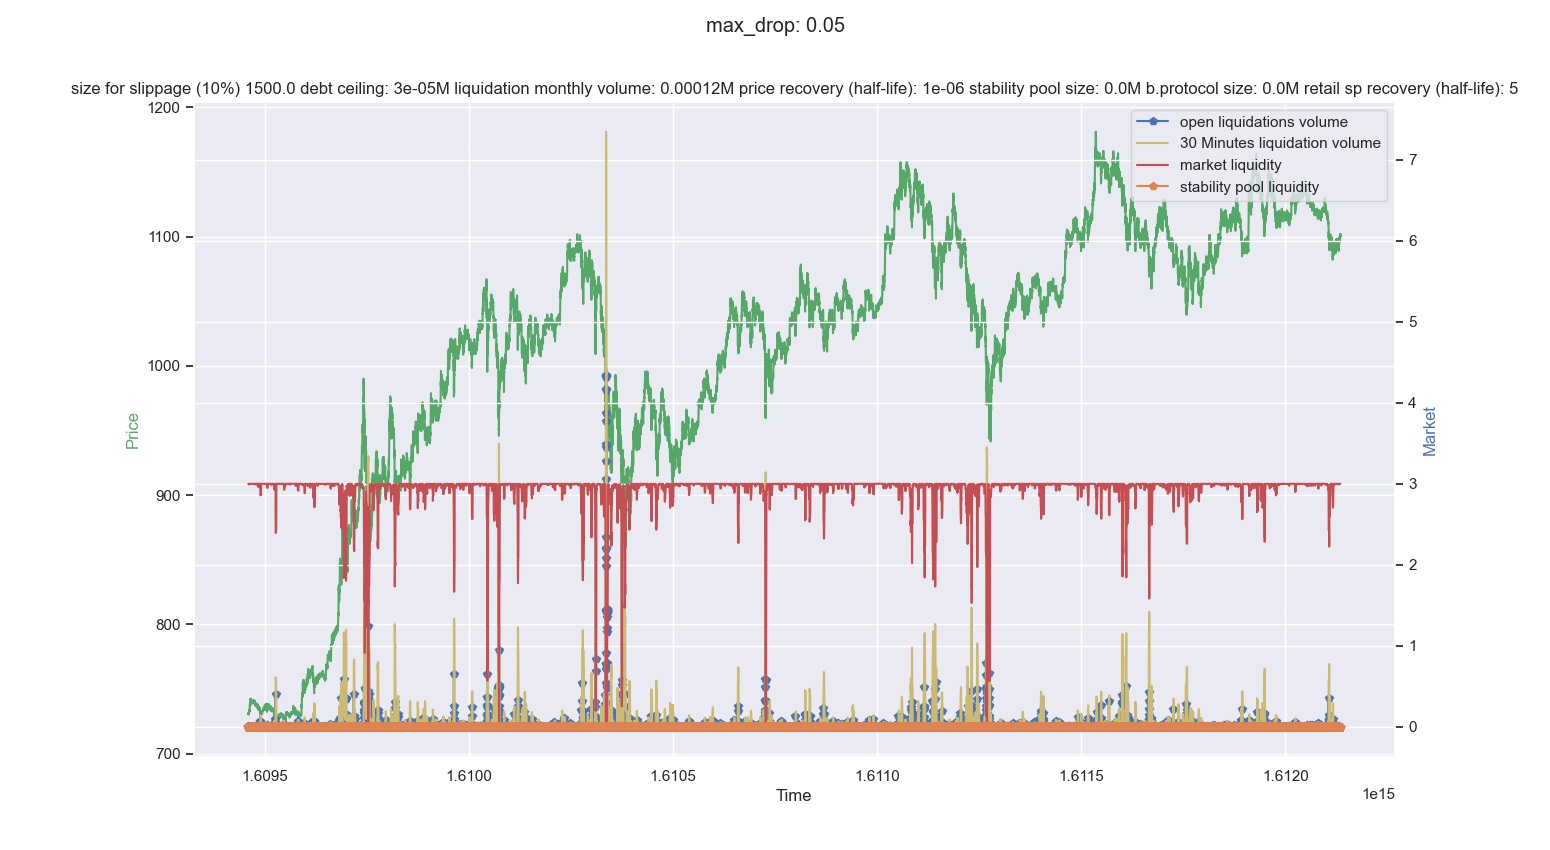 max_drop: 0.05
size for slippage (10%) 1500.0 debt ceiling: 3e-05M liquidation monthly volume: 0.00012M price recovery (half-life): 1e-06 stability pool size: 0.0M b.protocol size: 0.0M retail sp recovery (half-life): 5
open liquidations volume
30 Minutes liquidation volume
market liquidity
stability pool liquidity
1200
1100
1000
900
800
700
Price
7
6
5
4
3
2
1
0
Market
1.6095
1.6100
1.6105
1.6110
1.6115
1.6120
Time
1e15